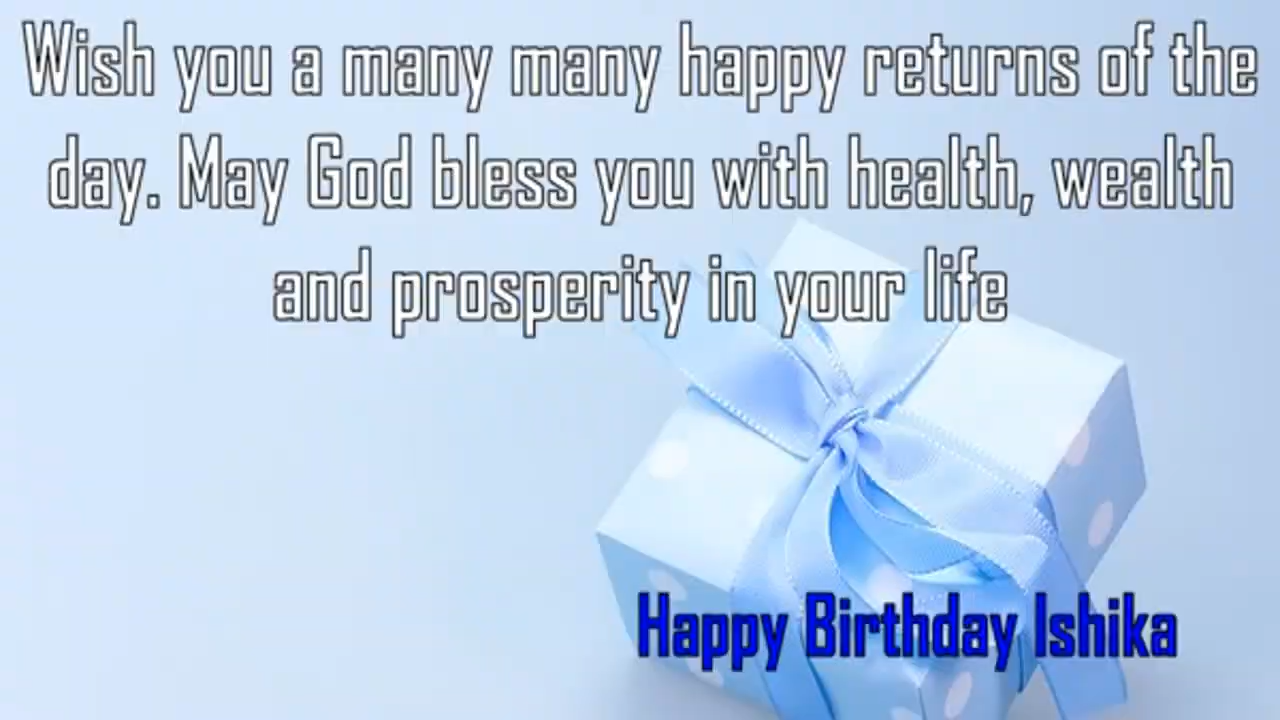 Wish you a many many happy returns of the
day. May God bless you with health, wealth
and prosperity in your life
Happy Birthday Ishika